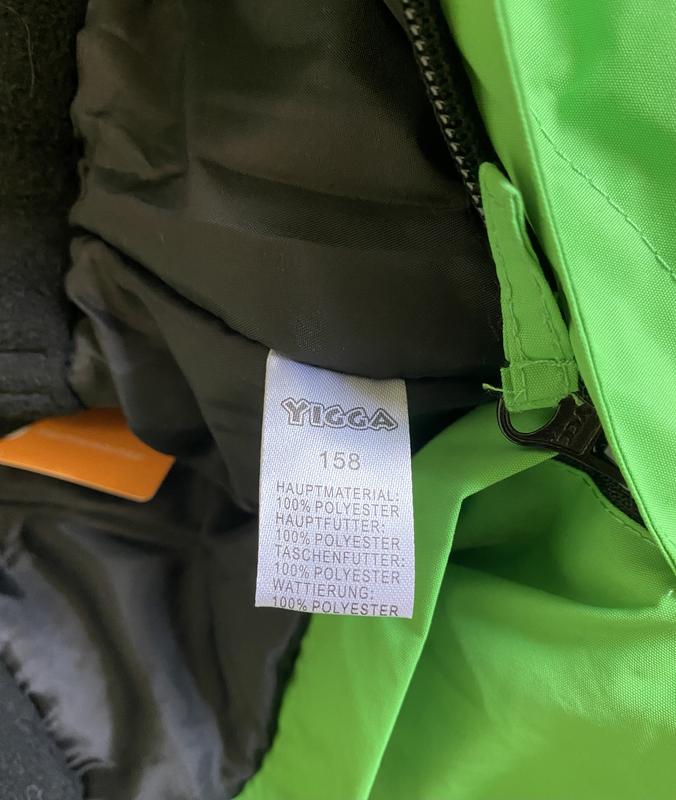 YIGGA
158
HAUPTMATERIAL:
100% POLYESTER
HAUPTFUTTER:
100% POLYESTER
TASCHENFUTTER:
100% POLYESTER
WATTIERUNG:
100% POLYESTER